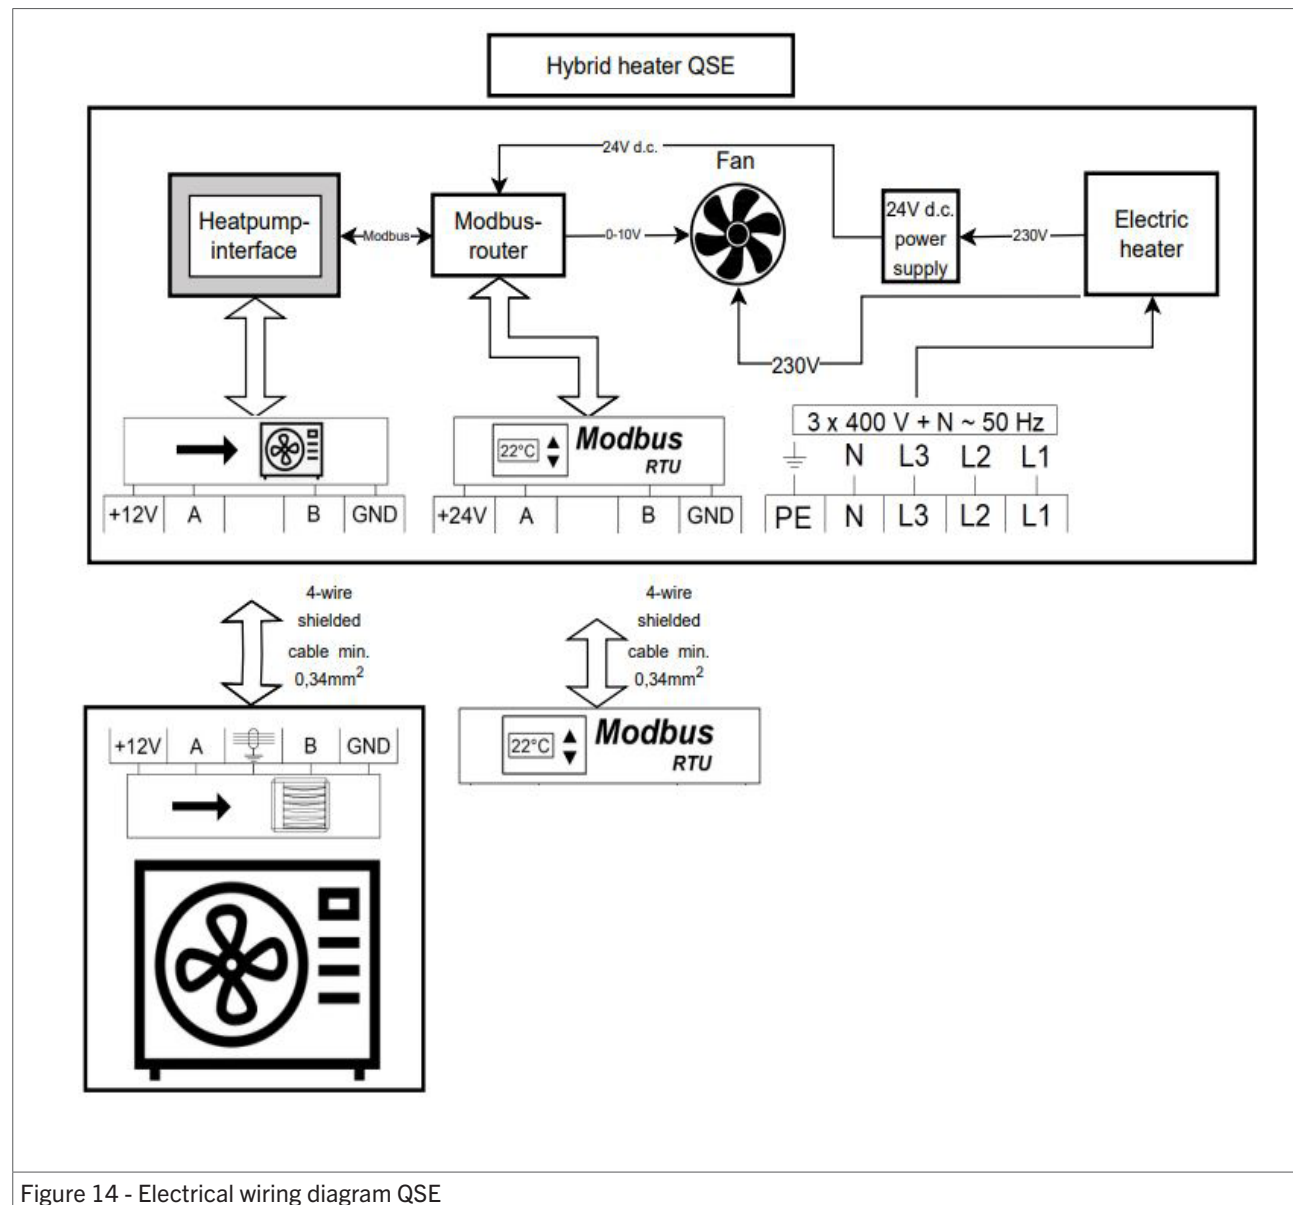 Hybrid heater QSE
24V d.c.
Fan
Heatpump-
interface
Modbus
Modbus-
router
0-10V
24V d.c.
power
supply
230V
Electric
heater
230V
22°C
Modbus
RTU
3 x 400 V + N ~ 50 Hz
N L3 L2 L1
+12V A B GND
+24V A B GND
PE N L3 L2 L1
4-wire
shielded
cable min.
0,34mm²
4-wire
shielded
cable min.
0,34mm²
+12V A B GND
22°C
Modbus
RTU
Figure 14 - Electrical wiring diagram QSE